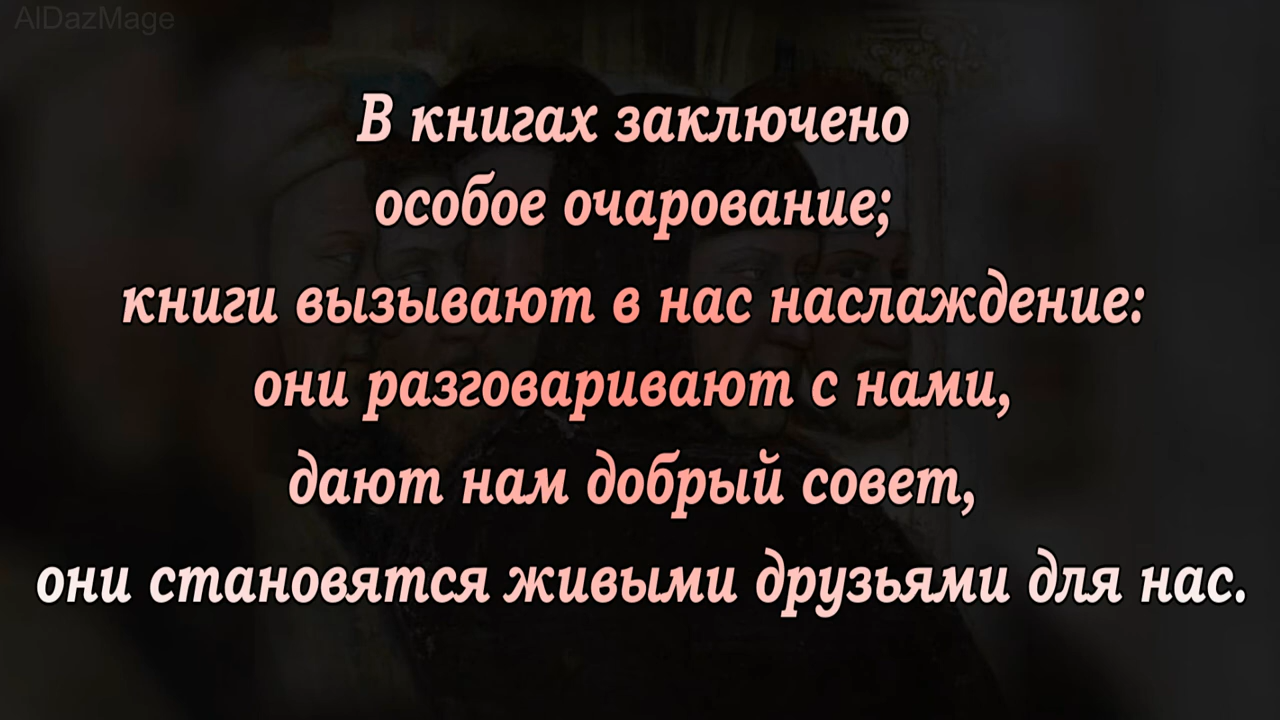 AlDazMage
В книгах заключено
особое очарование;
книги вызывают в нас наслаждение:
они разговаривают с нами,
дают нам добрый совет,
они становятся живыми друзьями для нас.